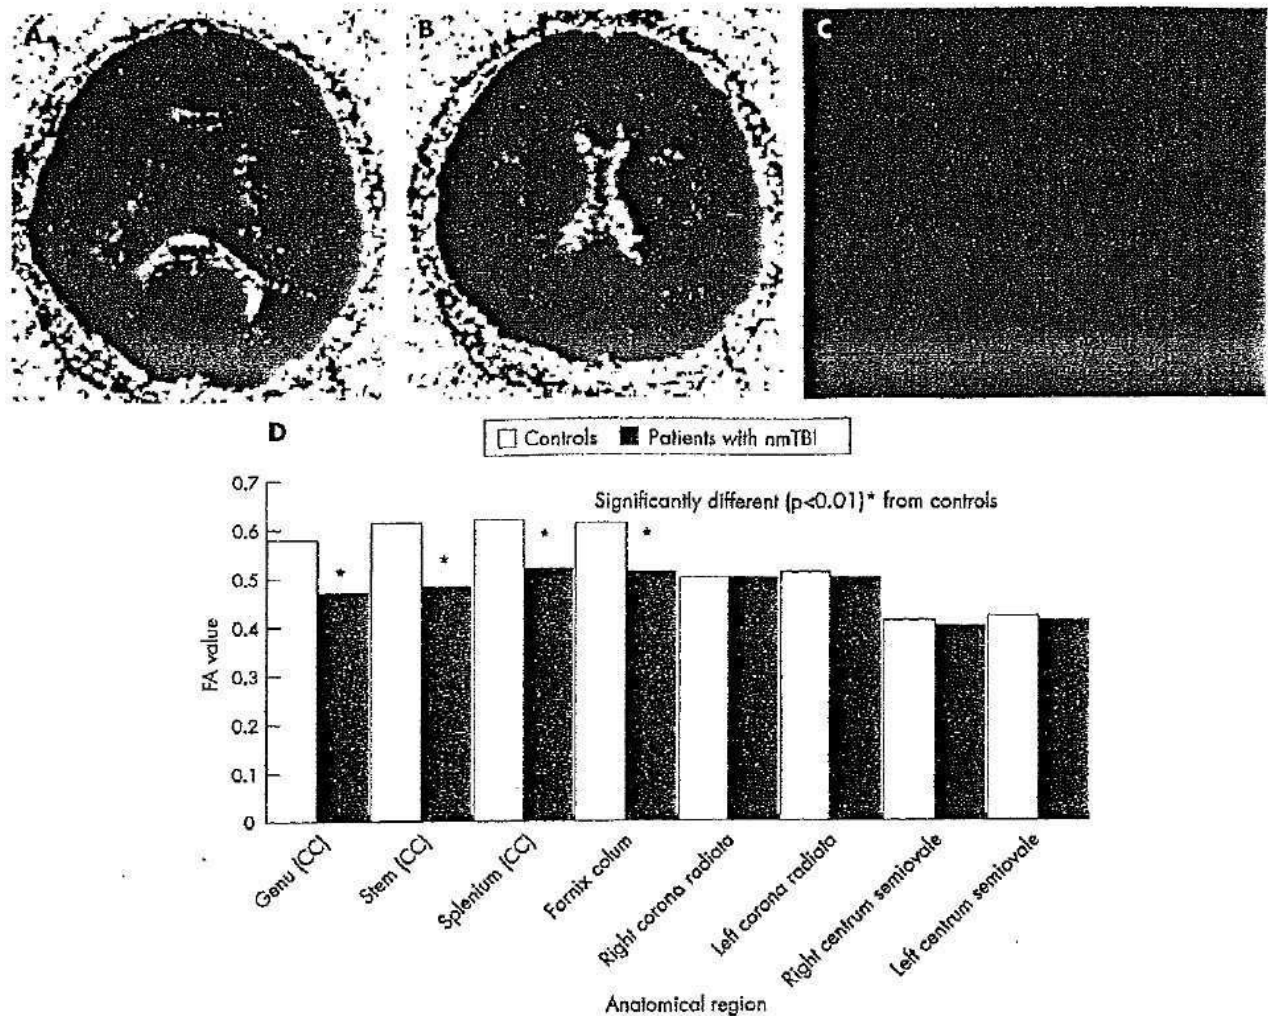 A
B
C
D
Controls Patients with nmTBI
Significantly different (p<0.01)* from controls
0.7
0.6
0.5
0.4
0.3
0.2
0.1
0
FA value
* * * *
Genu (CC)
Stem (CC)
Splenium (CC)
Fornix colum
Right corona radiata
Left corona radiata
Right centrum semiovale
Left centrum semiovale
Anatomical region